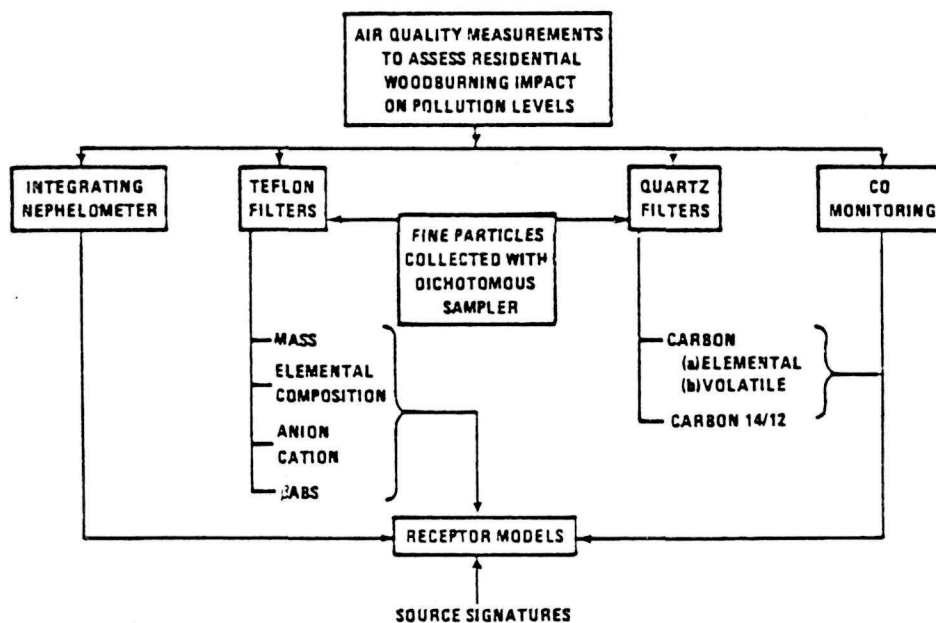 AIR QUALITY MEASUREMENTS
TO ASSESS RESIDENTIAL
WOODBURNING IMPACT
ON POLLUTION LEVELS
INTEGRATING
NEPHELOMETER
TEFLON
FILTERS
QUARTZ
FILTERS
CO
MONITORING
FINE PARTICLES
COLLECTED WITH
DICHOTOMOUS
SAMPLER
MASS
ELEMENTAL
COMPOSITION
ANION
CATION
βABS
CARBON
(a)ELEMENTAL
(b)VOLATILE
CARBON 14/12
RECEPTOR MODELS
SOURCE SIGNATURES